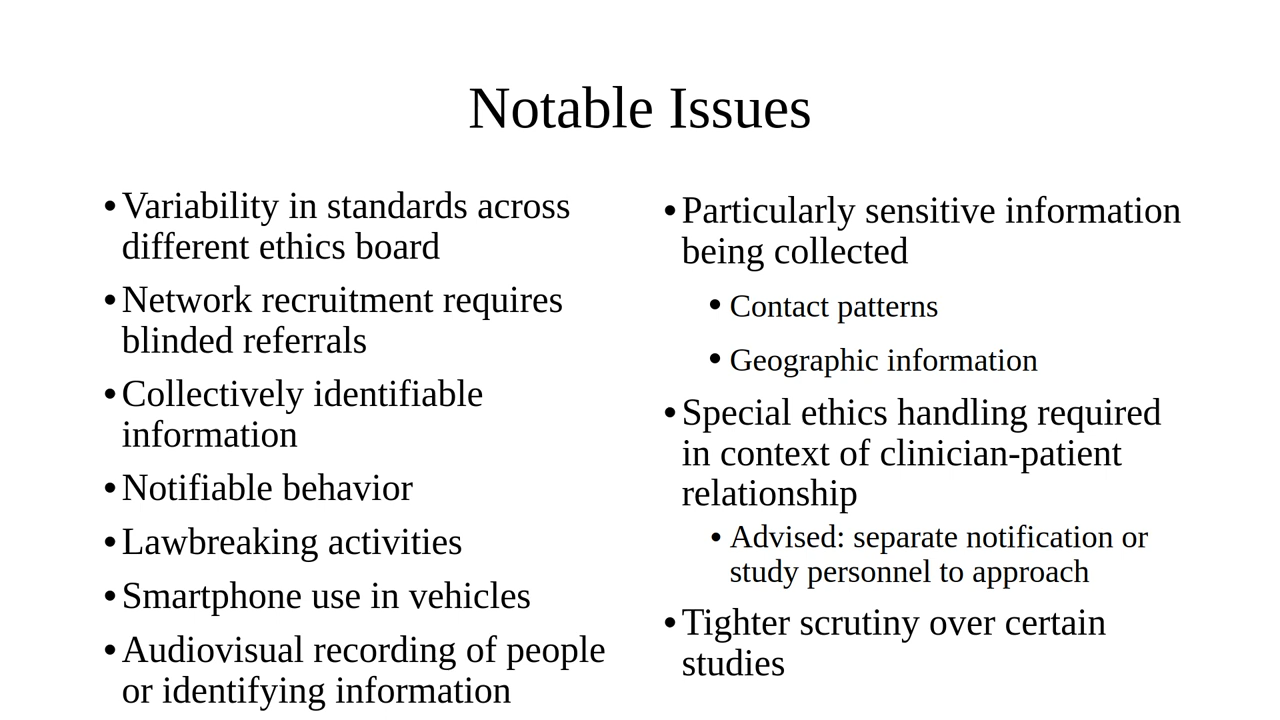 Notable Issues
•Variability in standards across
different ethics board
•Network recruitment requires
blinded referrals
•Collectively identifiable
information
•Notifiable behavior
•Lawbreaking activities
•Smartphone use in vehicles
•Audiovisual recording of people
or identifying information
•Particularly sensitive information
being collected
• Contact patterns
• Geographic information
•Special ethics handling required
in context of clinician-patient
relationship
• Advised: separate notification or
study personnel to approach
•Tighter scrutiny over certain
studies